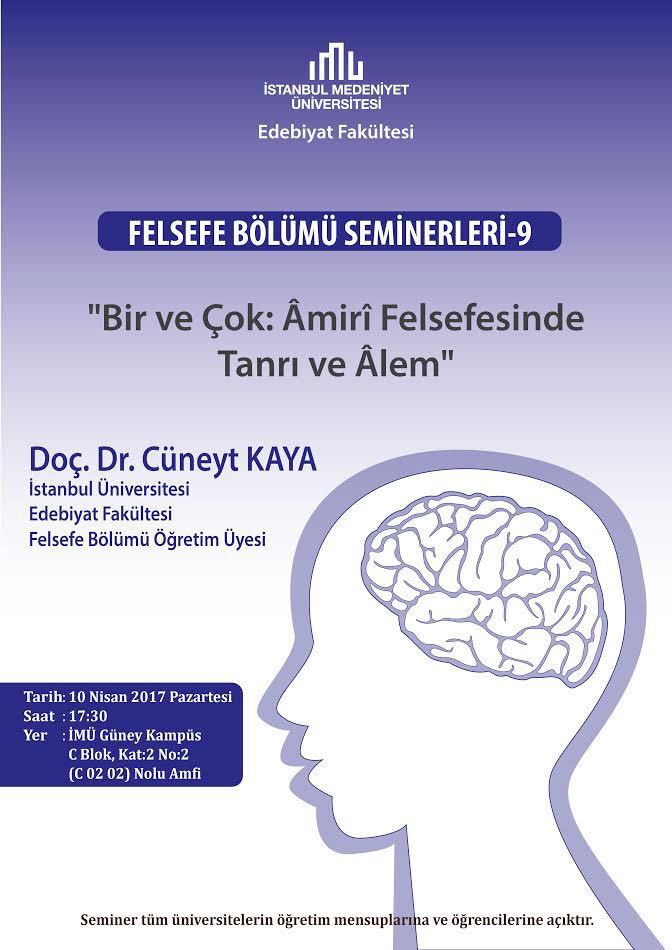 İSTANBUL MEDENİYET
ÜNİVERSİTESİ
Edebiyat Fakültesi
FELSEFE BÖLÜMÜ SEMİNERLERİ-9
"Bir ve Çok: Âmirî Felsefesinde
Tanrı ve Âlem"
Doç. Dr. Cüneyt KAYA
İstanbul Üniversitesi
Edebiyat Fakültesi
Felsefe Bölümü Öğretim Üyesi
Tarih: 10 Nisan 2017 Pazartesi
Saat : 17:30
Yer : İMÜ Güney Kampüs
C Blok, Kat:2 No:2
(C 02 02) Nolu Amfi
Seminer tüm üniversitelerin öğretim mensuplarına ve öğrencilerine açıktır.